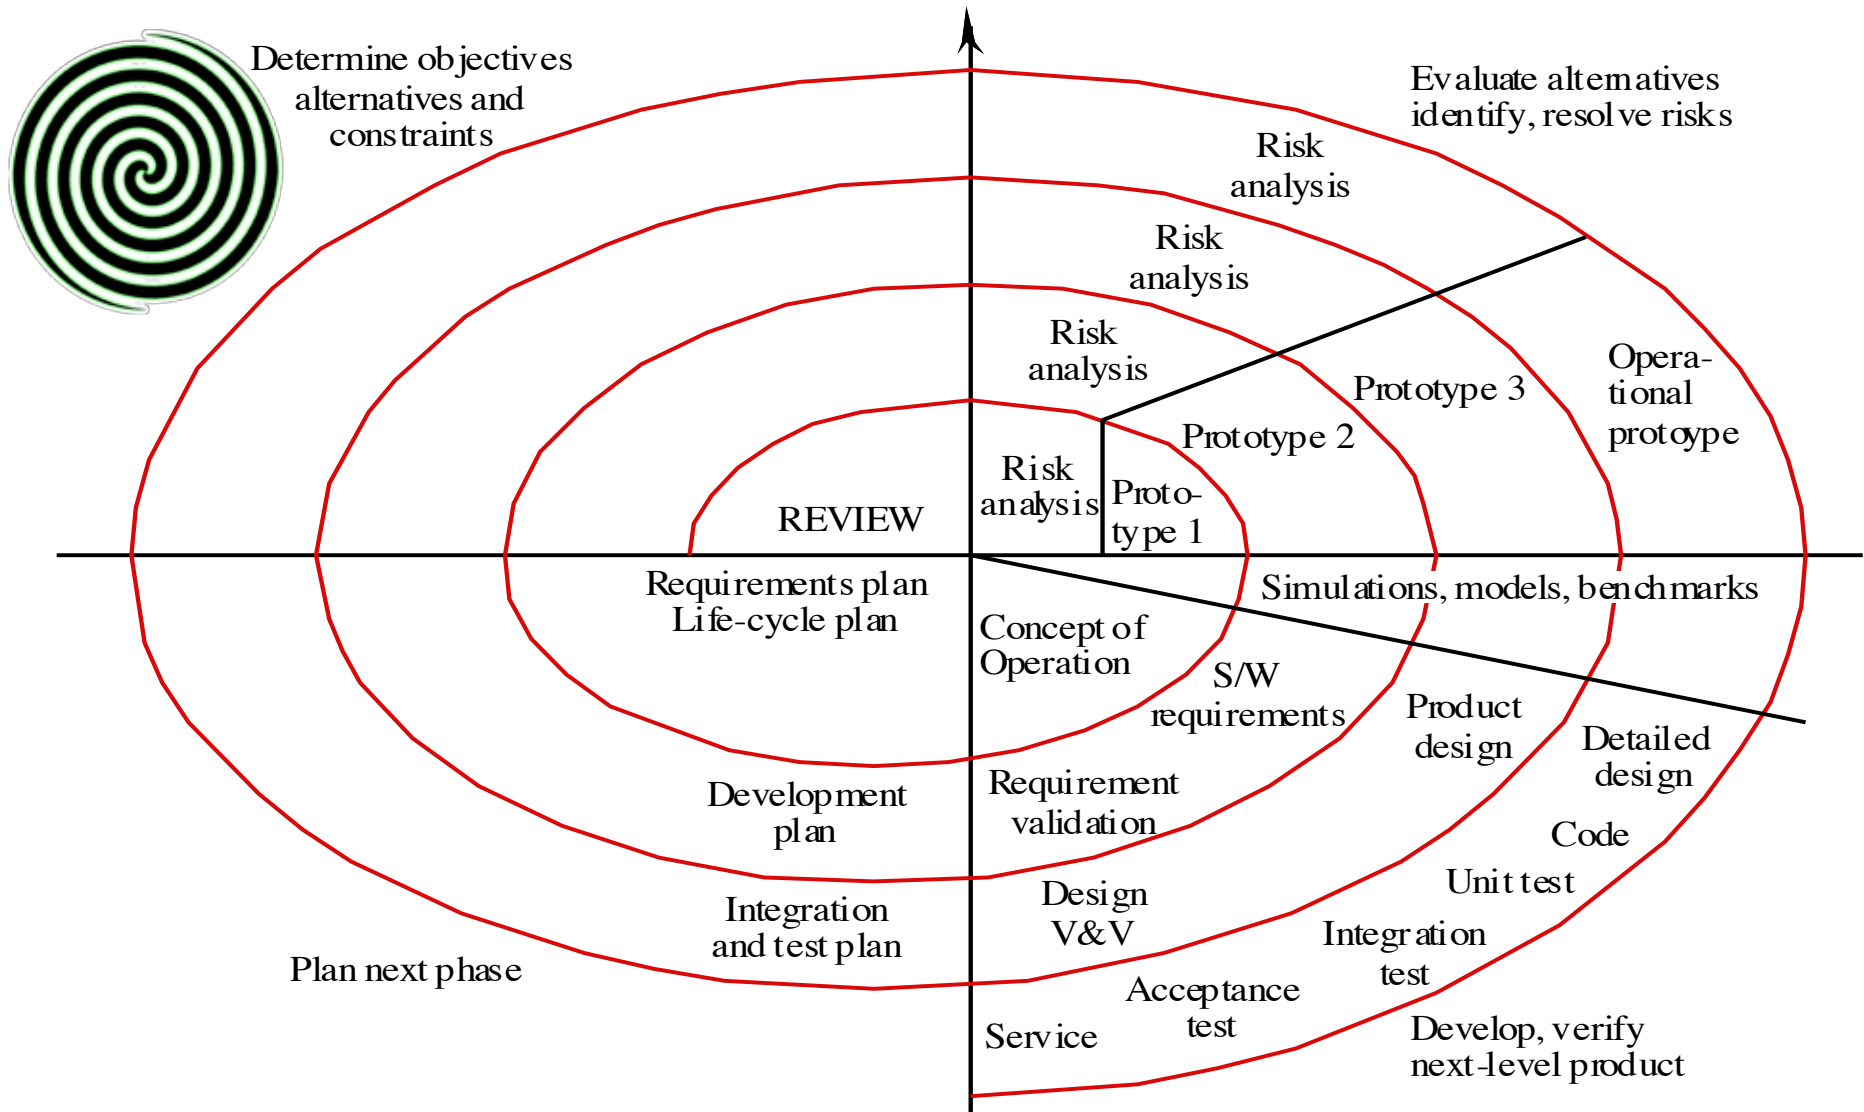 Determine objectives
alternatives and
constraints
Evaluate alternatives
identify, resolve risks
Risk
analysis
Risk
analysis
Risk
analysis
Opera-
tional
protoype
Prototype 3
Prototype 2
Risk
analysis
Proto-
type 1
REVIEW
Requirements plan
Life-cycle plan
Simulations, models, benchmarks
Concept of
Operation
S/W
requirements
Product
design
Detailed
design
Development
plan
Requirement
validation
Code
Unit test
Integration
and test plan
Design
V&V
Integration
test
Plan next phase
Acceptance
test
Service
Develop, verify
next-level product